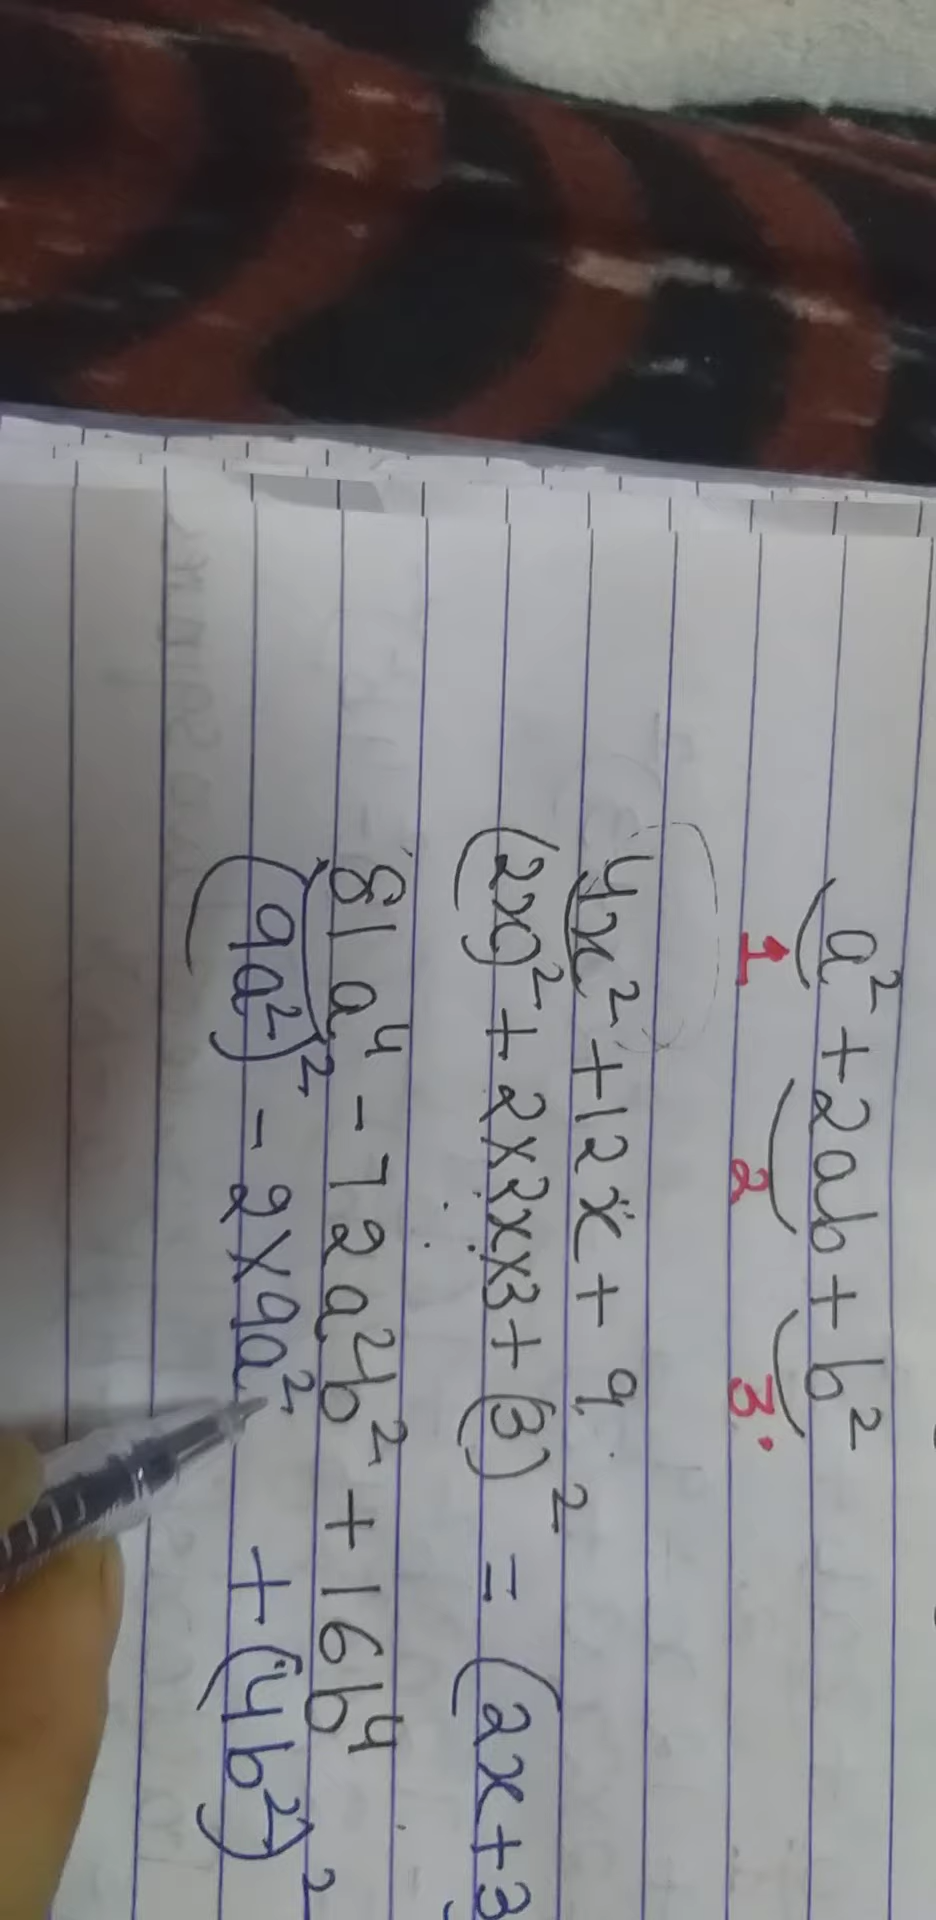 a² + 2ab + b²
1 2 3.
4x² + 12x + 9
(2x)² + 2×2x×3 + (3)² = (2x+3
81a⁴ - 72a²b² + 16b⁴
(9a²)² - 2×9a² + (4b²)²